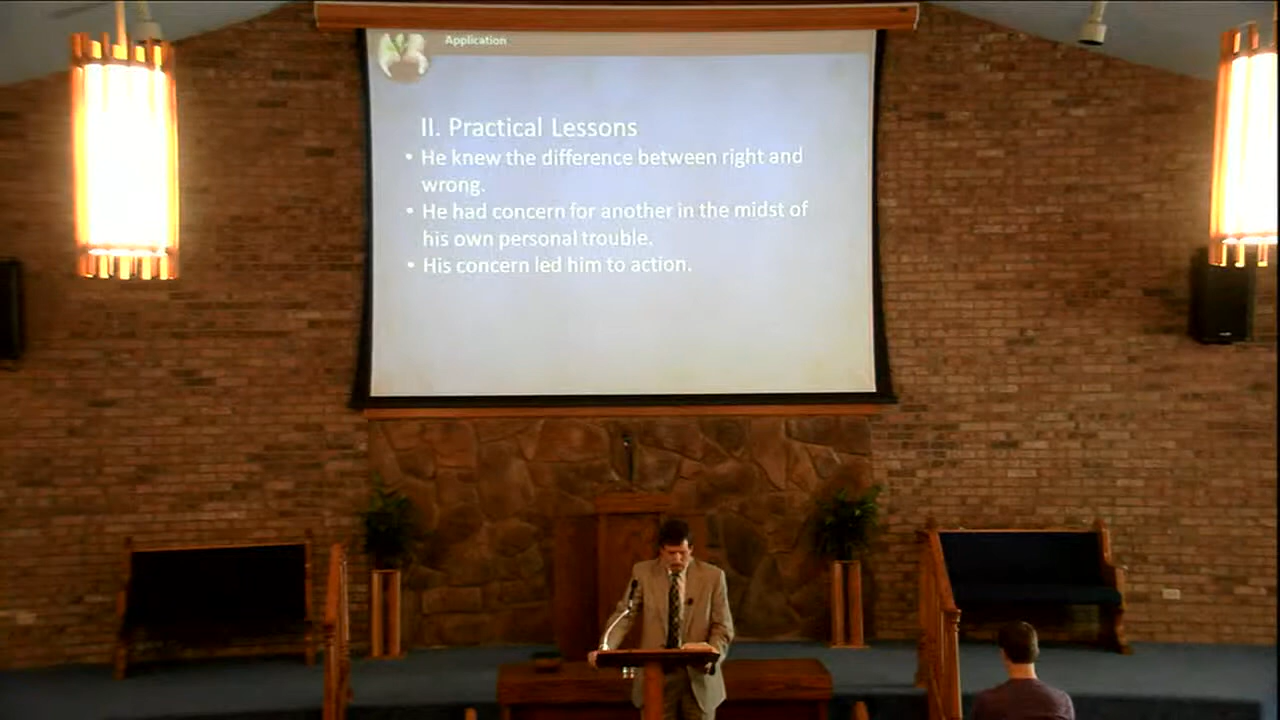 Application
II. Practical Lessons
• He knew the difference between right and
wrong.
• He had concern for another in the midst of
his own personal trouble.
• His concern led him to action.